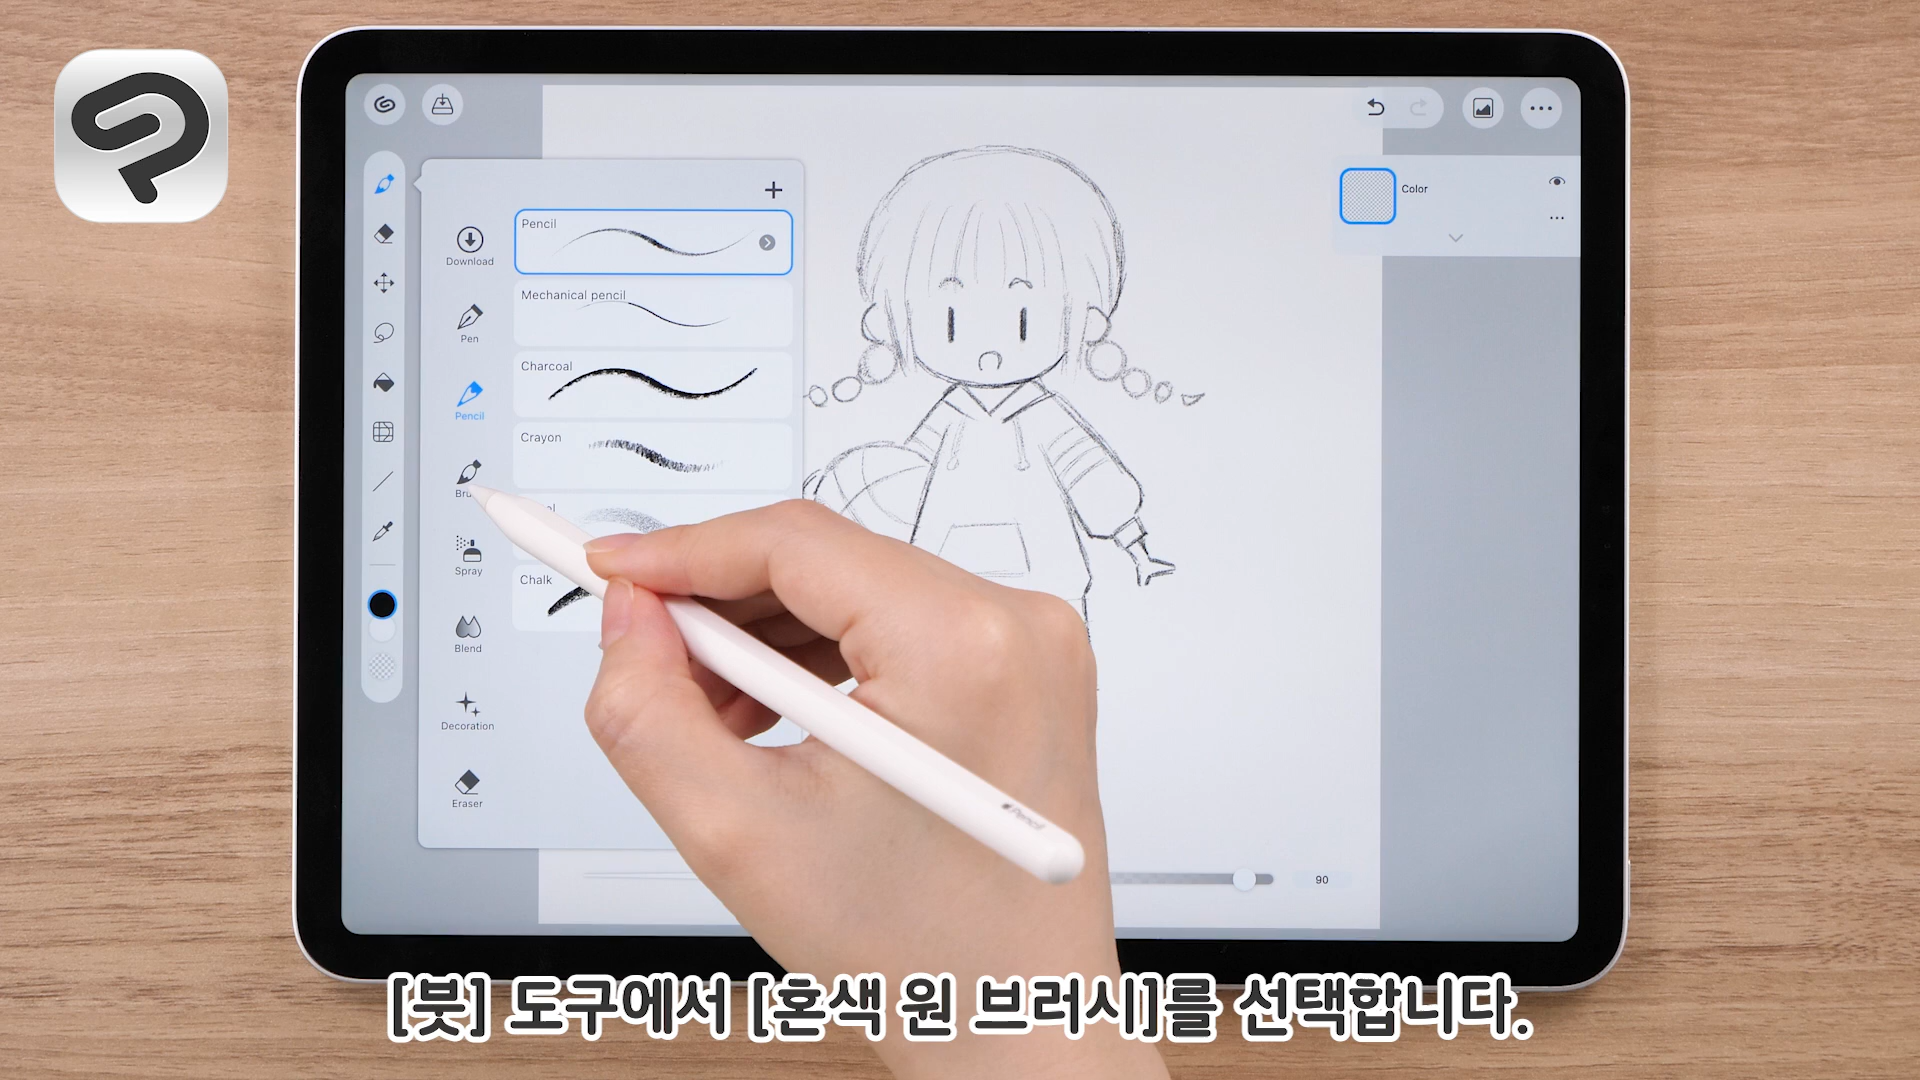 Color
Pencil
Download
Mechanical pencil
Pen
Charcoal
Pencil
Crayon
Spray
Chalk
Blend
Decoration
Eraser
90
Pencil
[붓] 도구에서 [혼색 원 브러시]를 선택합니다.